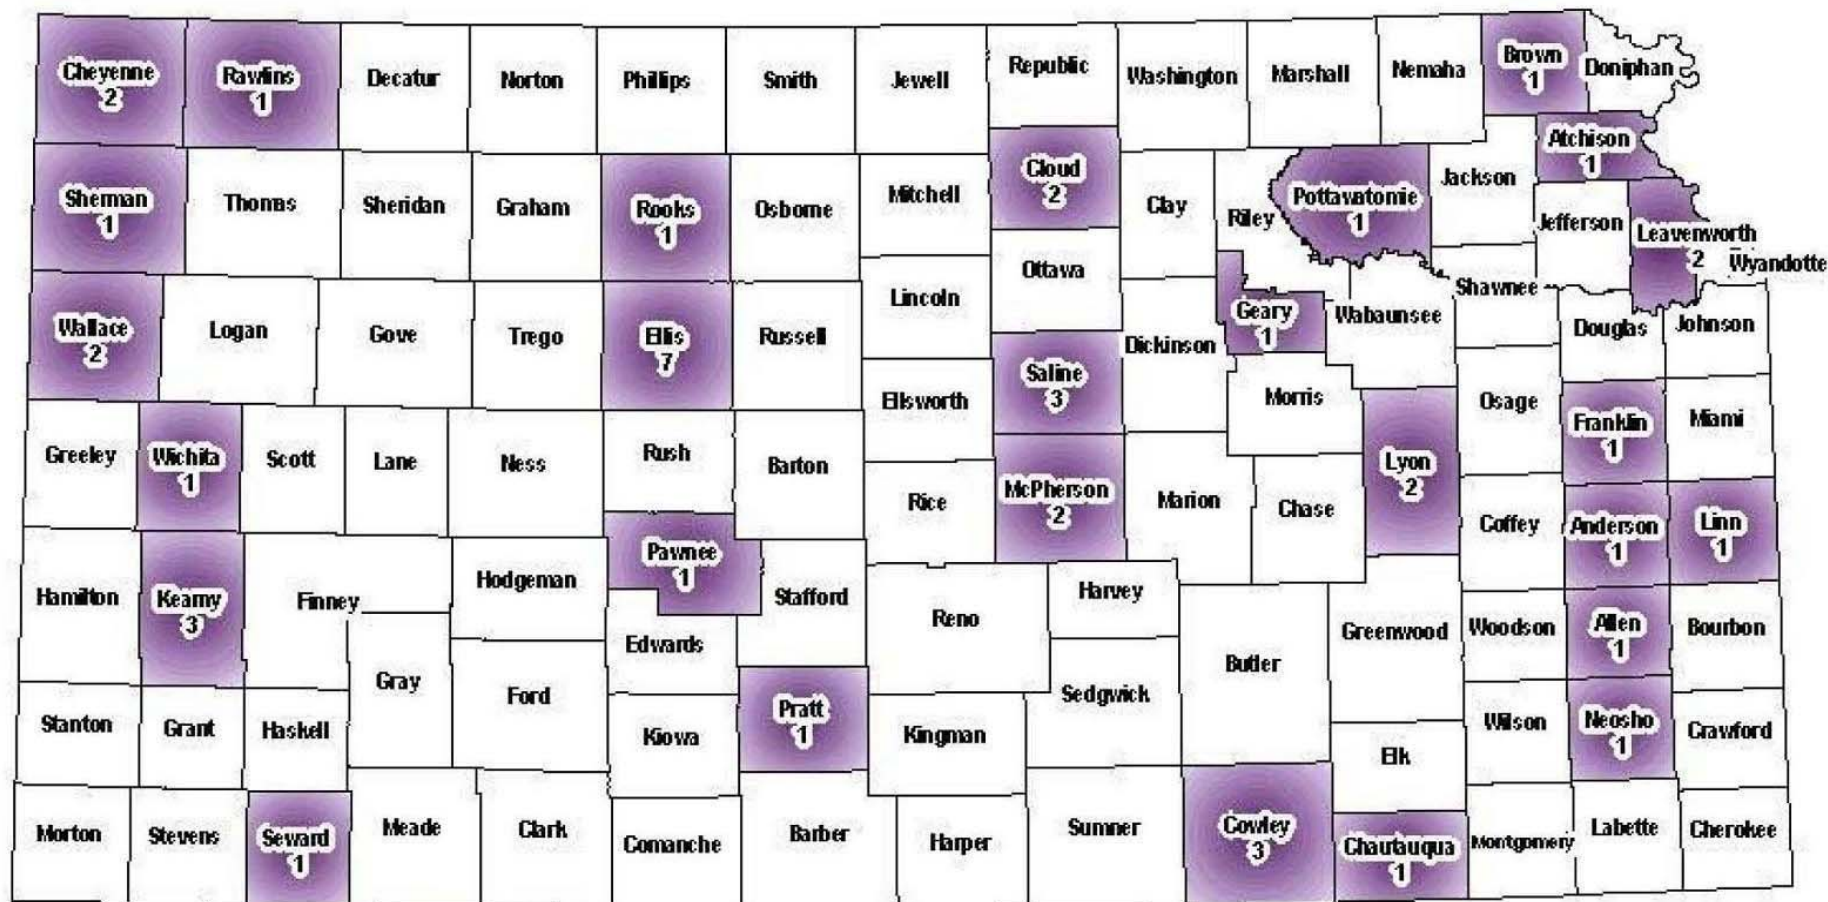 Cheyenne
2
Rawlins
1
Decatur
Norton
Phillips
Smith
Jewell
Republic
Washington
Marshall
Nemaha
Brown
1
Doniphan
Atchison
1
Sherman
1
Thomas
Sheridan
Graham
Rooks
1
Osborne
Mitchell
Cloud
2
Clay
Riley
Pottavatomie
1
Jackson
Jefferson
Leavenworth
2
Wyandotte
Wallace
2
Logan
Gove
Trego
Ellis
7
Russell
Lincoln
Ottawa
Dickinson
Geary
1
Wabaunsee
Shawnee
Douglas
Johnson
Greeley
Wichita
1
Scott
Lane
Ness
Rush
Barton
Ellsworth
Saline
3
Morris
Lyon
2
Osage
Franklin
1
Miami
Rice
McPherson
2
Marion
Chase
Coffey
Anderson
1
Linn
1
Hamilton
Kearny
3
Finney
Hodgeman
Pawnee
1
Stafford
Edwards
Reno
Harvey
Greenwood
Woodson
Allen
1
Bourbon
Gray
Ford
Sedgwick
Butler
Stanton
Grant
Haskell
Kiowa
Pratt
1
Kingman
Elk
Wilson
Neosho
1
Crawford
Morton
Stevens
Seward
1
Meade
Clark
Comanche
Barber
Harper
Sumner
Cowley
3
Chautauqua
1
Montgomery
Labette
Cherokee